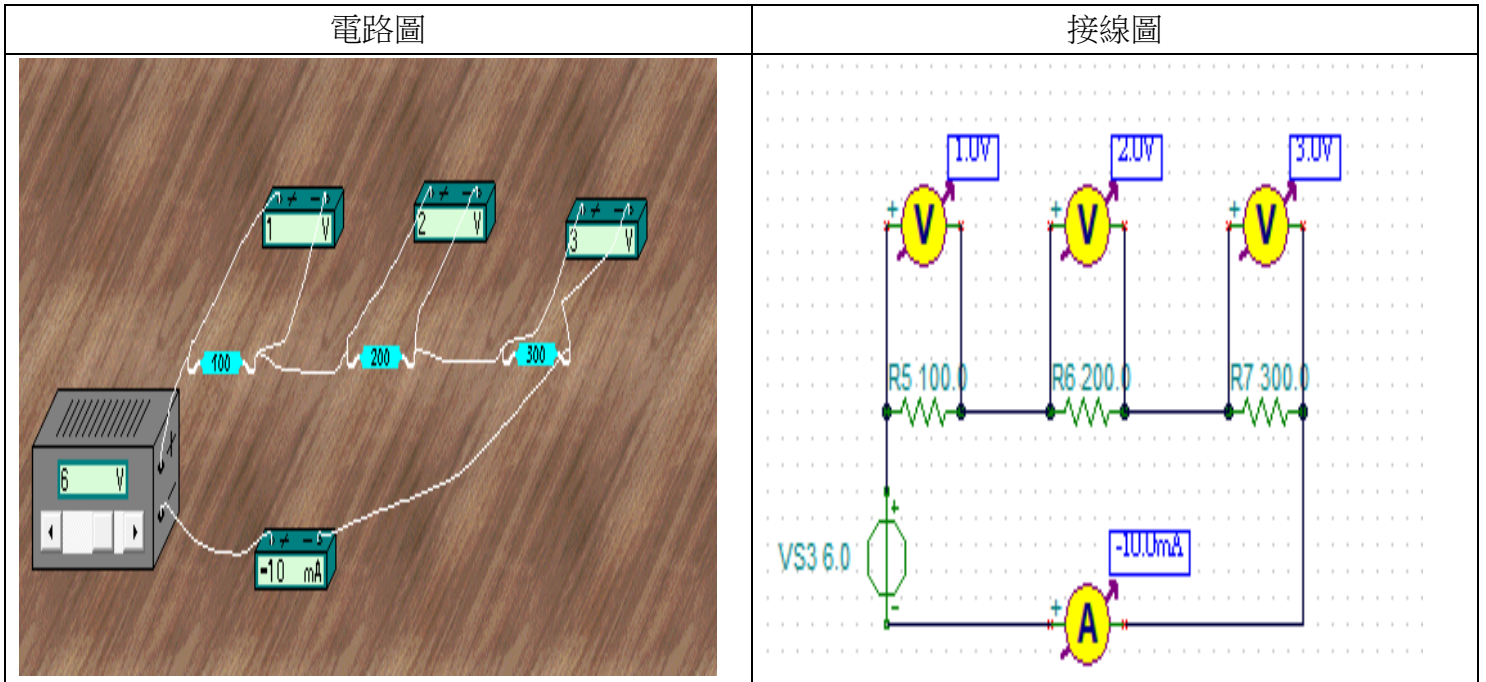 電路圖
接線圖
1 V
2 V
3 V
100
200
300
6 V
+
-
-10 mA
1.0V
2.0V
3.0V
+ V
+ V
+ V
R5 100.0
R6 200.0
R7 300.0
+
VS3 6.0
-
-10.0mA
+ A